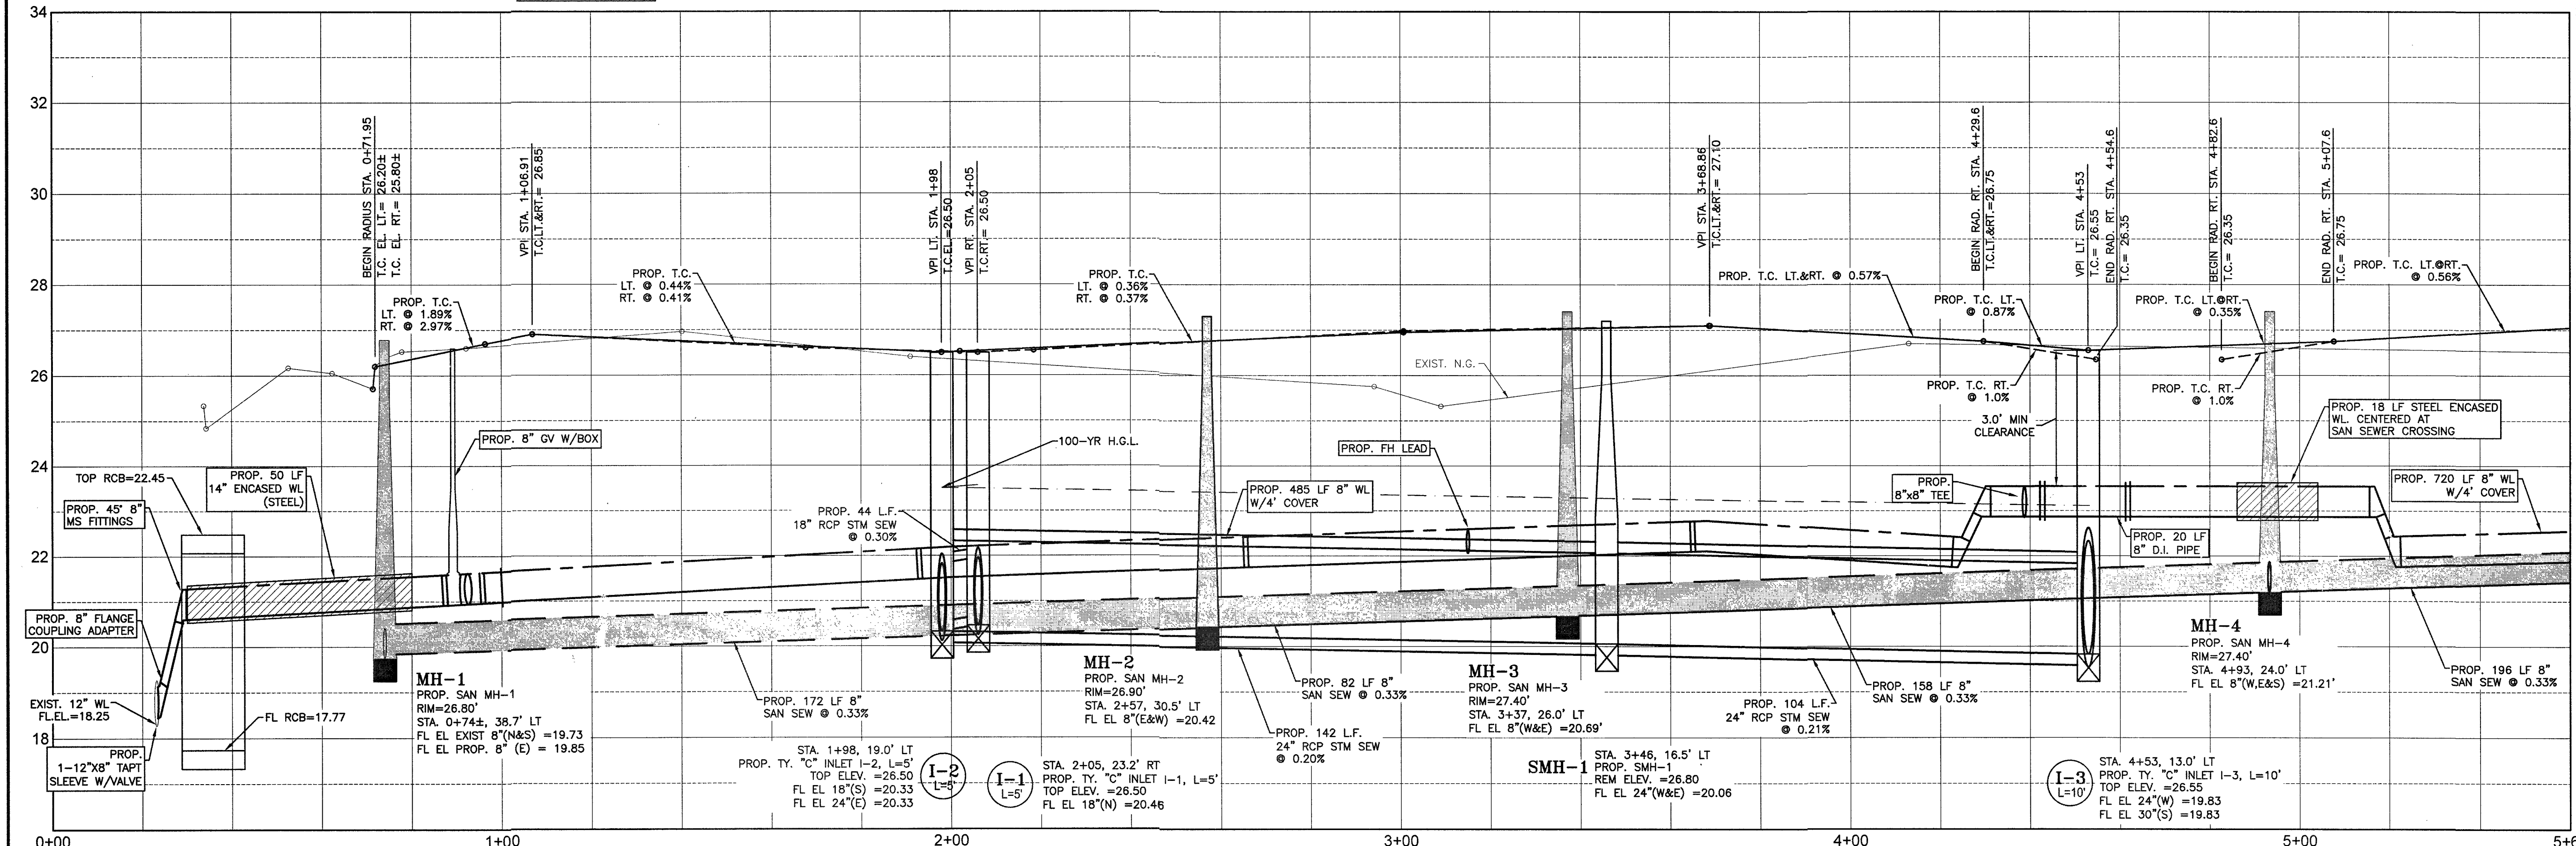 34
32
30
28
26
24
22
20
18
0+00
1+00
2+00
3+00
4+00
5+00
5+6
BEGIN RADIUS STA. 0+71.95
T.C. EL. LT.= 26.20±
T.C. EL. RT.= 25.80±
VPI STA. 1+06.91
T.C.LT.&RT.= 26.85
VPI LT. STA. 1+98
T.C.EL.=26.50
VPI RT. STA. 2+05
T.C.RT.= 26.50
VPI STA. 3+68.86
T.C.LT.&RT.= 27.10
BEGIN RAD. RT. STA. 4+29.6
T.C.LT.&RT.=26.75
VPI LT. STA. 4+53
T.C.= 26.55
END RAD. RT. STA. 4+54.6
T.C.= 26.35
BEGIN RAD. RT. STA. 4+82.6
T.C.= 26.35
END RAD. RT. STA. 5+07.6
T.C.= 26.75
PROP. T.C.
LT. @ 1.89%
RT. @ 2.97%
PROP. T.C.
LT. @ 0.44%
RT. @ 0.41%
PROP. T.C.
LT. @ 0.36%
RT. @ 0.37%
PROP. T.C. LT.&RT. @ 0.57%
PROP. T.C. LT.
@ 0.87%
PROP. T.C. LT.@RT.
@ 0.35%
PROP. T.C. LT.@RT.
@ 0.56%
EXIST. N.G.
PROP. T.C. RT.
@ 1.0%
PROP. T.C. RT.
@ 1.0%
3.0' MIN
CLEARANCE
PROP. 18 LF STEEL ENCASED
WL. CENTERED AT
SAN SEWER CROSSING
TOP RCB=22.45
PROP. 50 LF
14" ENCASED WL
(STEEL)
PROP. 8" GV W/BOX
100-YR H.G.L.
PROP. FH LEAD
PROP. 45° 8"
MS FITTINGS
PROP. 44 L.F.
18" RCP STM SEW
@ 0.30%
PROP. 485 LF 8" WL
W/4' COVER
PROP.
8"x8" TEE
PROP. 720 LF 8" WL
W/4' COVER
PROP. 20 LF
8" D.I. PIPE
PROP. 8" FLANGE
COUPLING ADAPTER
EXIST. 12" WL
FL.EL.=18.25
FL RCB=17.77
PROP.
1-12"X8" TAPT
SLEEVE W/VALVE
MH-1
PROP. SAN MH-1
RIM=26.80'
STA. 0+74±, 38.7' LT
FL EL EXIST 8"(N&S) =19.73
FL EL PROP. 8" (E) = 19.85
PROP. 172 LF 8"
SAN SEW @ 0.33%
STA. 1+98, 19.0' LT
PROP. TY. "C" INLET I-2, L=5'
TOP ELEV. =26.50
FL EL 18"(S) =20.33
FL EL 24"(E) =20.33
I-2
L=5'
I-1
L=5'
STA. 2+05, 23.2' RT
PROP. TY. "C" INLET I-1, L=5'
TOP ELEV. =26.50
FL EL 18"(N) =20.46
MH-2
PROP. SAN MH-2
RIM=26.90'
STA. 2+57, 30.5' LT
FL EL 8"(E&W) =20.42
PROP. 82 LF 8"
SAN SEW @ 0.33%
PROP. 142 L.F.
24" RCP STM SEW
@ 0.20%
MH-3
PROP. SAN MH-3
RIM=27.40'
STA. 3+37, 26.0' LT
FL EL 8"(W&E) =20.69'
SMH-1
STA. 3+46, 16.5' LT
PROP. SMH-1
REM ELEV. =26.80
FL EL 24"(W&E) =20.06
PROP. 104 L.F.
24" RCP STM SEW
@ 0.21%
PROP. 158 LF 8"
SAN SEW @ 0.33%
I-3
L=10'
STA. 4+53, 13.0' LT
PROP. TY. "C" INLET I-3, L=10'
TOP ELEV. =26.55
FL EL 24"(W) =19.83
FL EL 30"(S) =19.83
MH-4
PROP. SAN MH-4
RIM=27.40'
STA. 4+93, 24.0' LT
FL EL 8"(W,E&S) =21.21'
PROP. 196 LF 8"
SAN SEW @ 0.33%